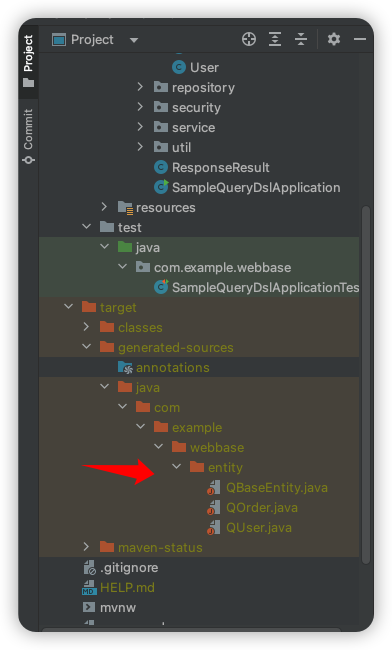 Project
Project
Commit
User
repository
security
service
util
ResponseResult
SampleQueryDslApplication
resources
test
java
com.example.webbase
SampleQueryDslApplicationTes
target
classes
generated-sources
annotations
java
com
example
webbase
entity
QBaseEntity.java
QOrder.java
QUser.java
maven-status
.gitignore
HELP.md
mvnw